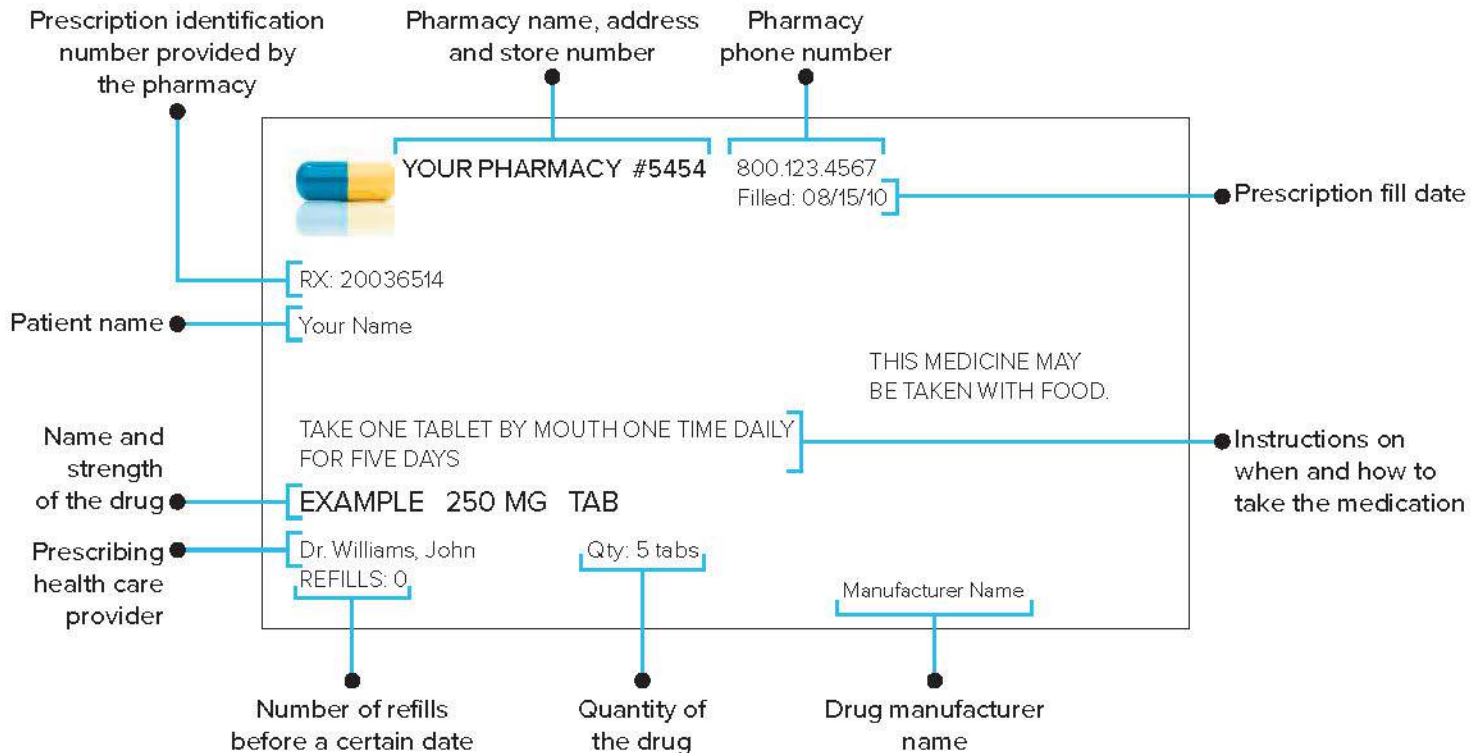 Prescription identification
number provided by
the pharmacy
Pharmacy name, address
and store number
Pharmacy
phone number
YOUR PHARMACY #5454
800.123.4567
Filled: 08/15/10
Prescription fill date
RX: 20036514
Patient name
Your Name
THIS MEDICINE MAY
BE TAKEN WITH FOOD.
TAKE ONE TABLET BY MOUTH ONE TIME DAILY
FOR FIVE DAYS
Instructions on
when and how to
take the medication
Name and
strength
of the drug
EXAMPLE 250 MG TAB
Prescribing
health care
provider
Dr. Williams, John
REFILLS: 0
Qty: 5 tabs
Manufacturer Name
Number of refills
before a certain date
Quantity of
the drug
Drug manufacturer
name